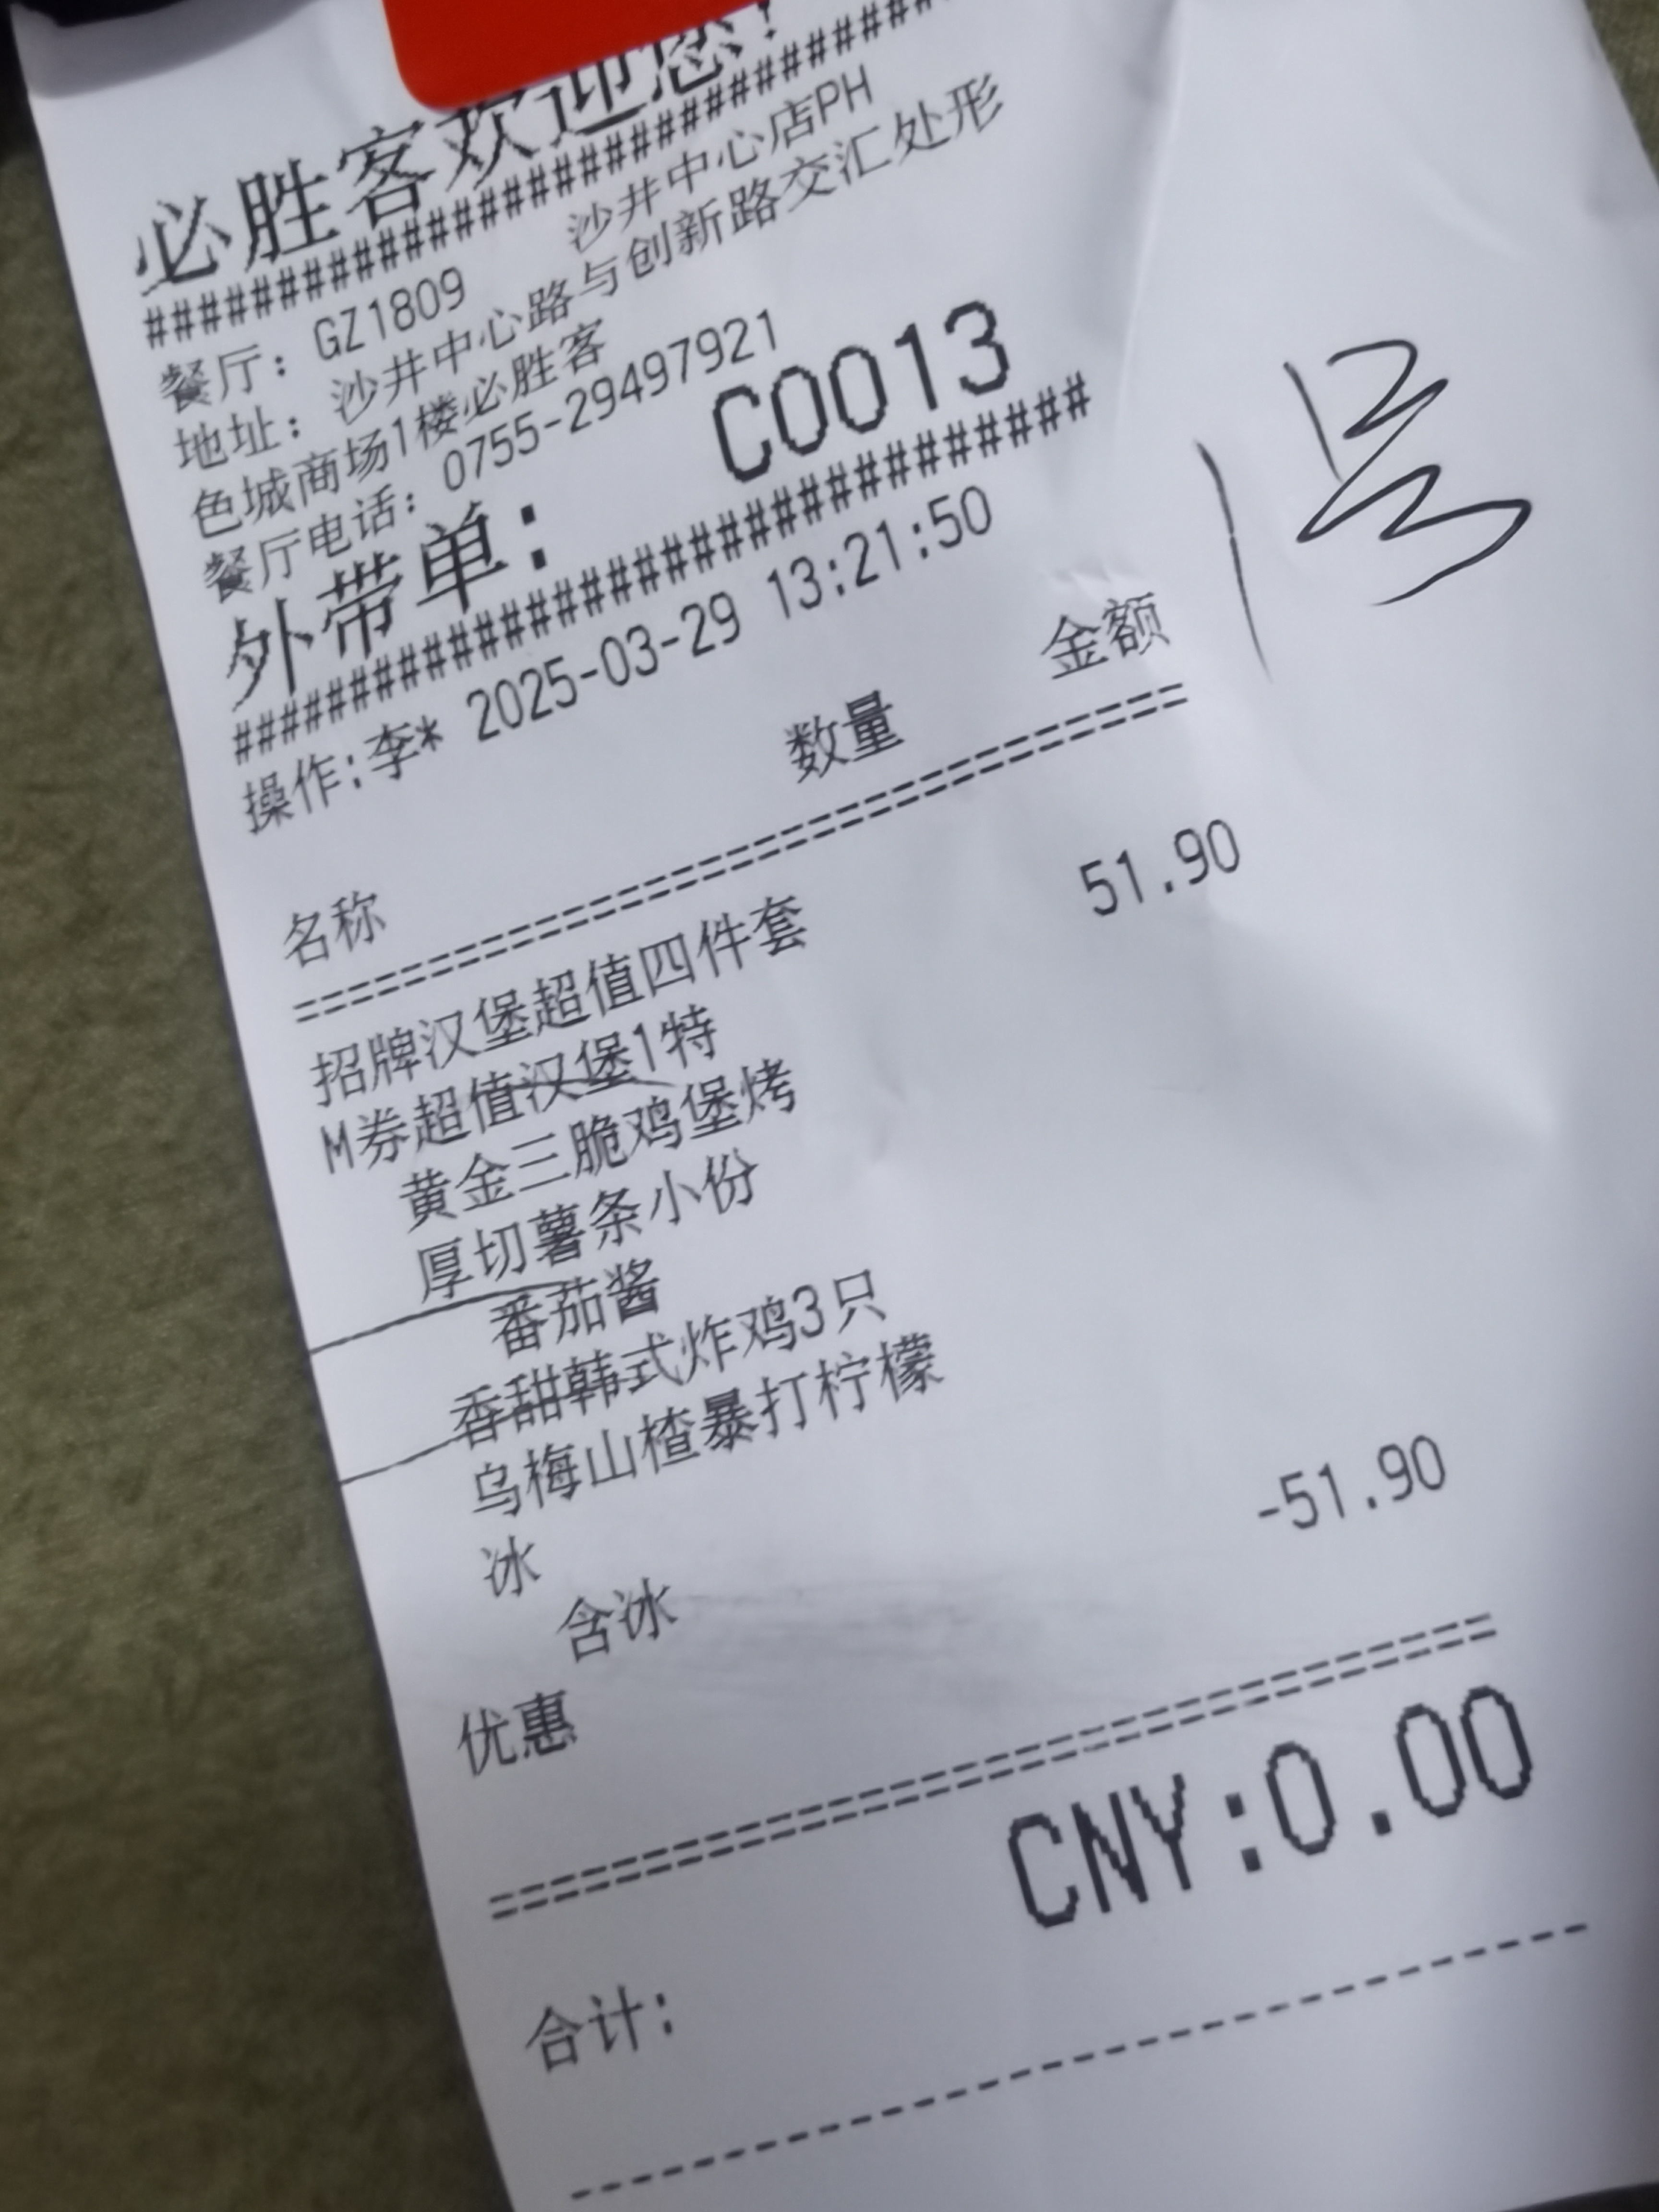 必胜客欢迎您!
########################################
餐厅: GZ1809 沙井中心店PH
地址: 沙井中心路与创新路交汇处形
色城商场1楼必胜客
餐厅电话: 0755-29497921
外带单: C0013
########################################
操作:李* 2025-03-29 13:21:50
名称 数量 金额
招牌汉堡超值四件套 51.90
M券超值汉堡1特
黄金三脆鸡堡烤
厚切薯条小份
番茄酱
香甜韩式炸鸡3只
乌梅山楂暴打柠檬
冰
含冰
优惠 -51.90
合计: CNY:0.00